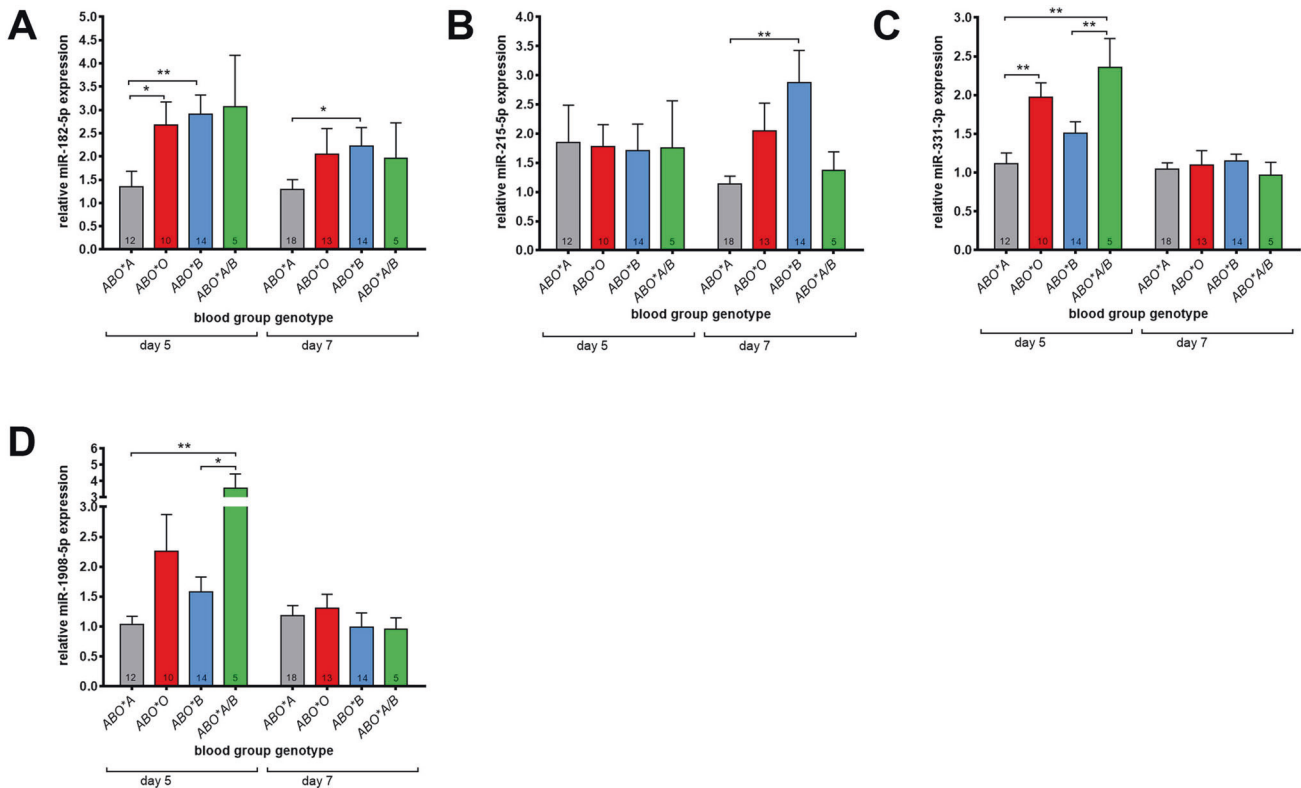 A
relative miR-182-5p expression
5.0
4.5
4.0
3.5
3.0
2.5
2.0
1.5
1.0
0.5
0.0
**
*
*
12 10 14 5 18 13 14 5
ABO*A ABO*O ABO*B ABO*A/B ABO*A ABO*O ABO*B ABO*A/B
blood group genotype
day 5 day 7
B
relative miR-215-5p expression
4.0
3.5
3.0
2.5
2.0
1.5
1.0
0.5
0.0
**
12 10 14 5 18 13 14 5
ABO*A ABO*O ABO*B ABO*A/B ABO*A ABO*O ABO*B ABO*A/B
blood group genotype
day 5 day 7
C
relative miR-331-3p expression
3.0
2.5
2.0
1.5
1.0
0.5
0.0
**
**
**
12 10 14 5 18 13 14 5
ABO*A ABO*O ABO*B ABO*A/B ABO*A ABO*O ABO*B ABO*A/B
blood group genotype
day 5 day 7
D
relative miR-1908-5p expression
6
5
4
3
3.0
2.5
2.0
1.5
1.0
0.5
0.0
**
*
12 10 14 5 18 13 14 5
ABO*A ABO*O ABO*B ABO*A/B ABO*A ABO*O ABO*B ABO*A/B
blood group genotype
day 5 day 7